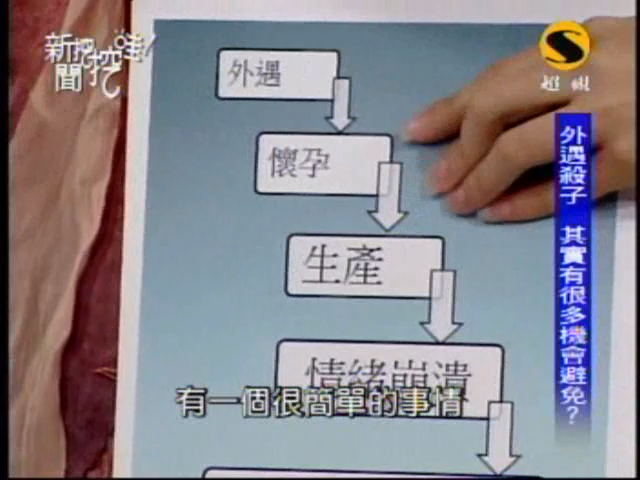 新聞挖挖哇!
超視
外遇
懷孕
生產
情緒崩潰
有一個很簡單的事情
外遇殺子 其實有很多機會避免?